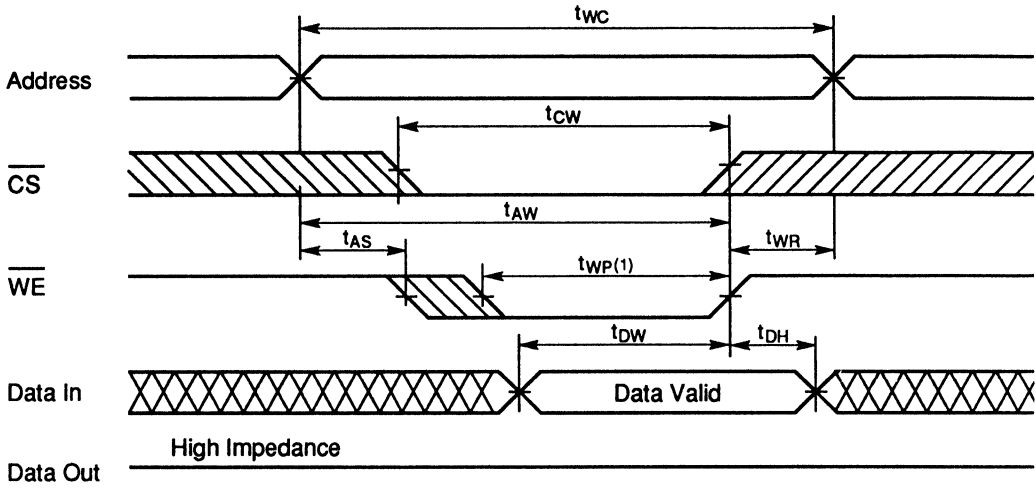 tWC
Address
tCW
CS
tAW
tAS
tWR
WE
tWP(1)
tDW
tDH
Data In
Data Valid
High Impedance
Data Out